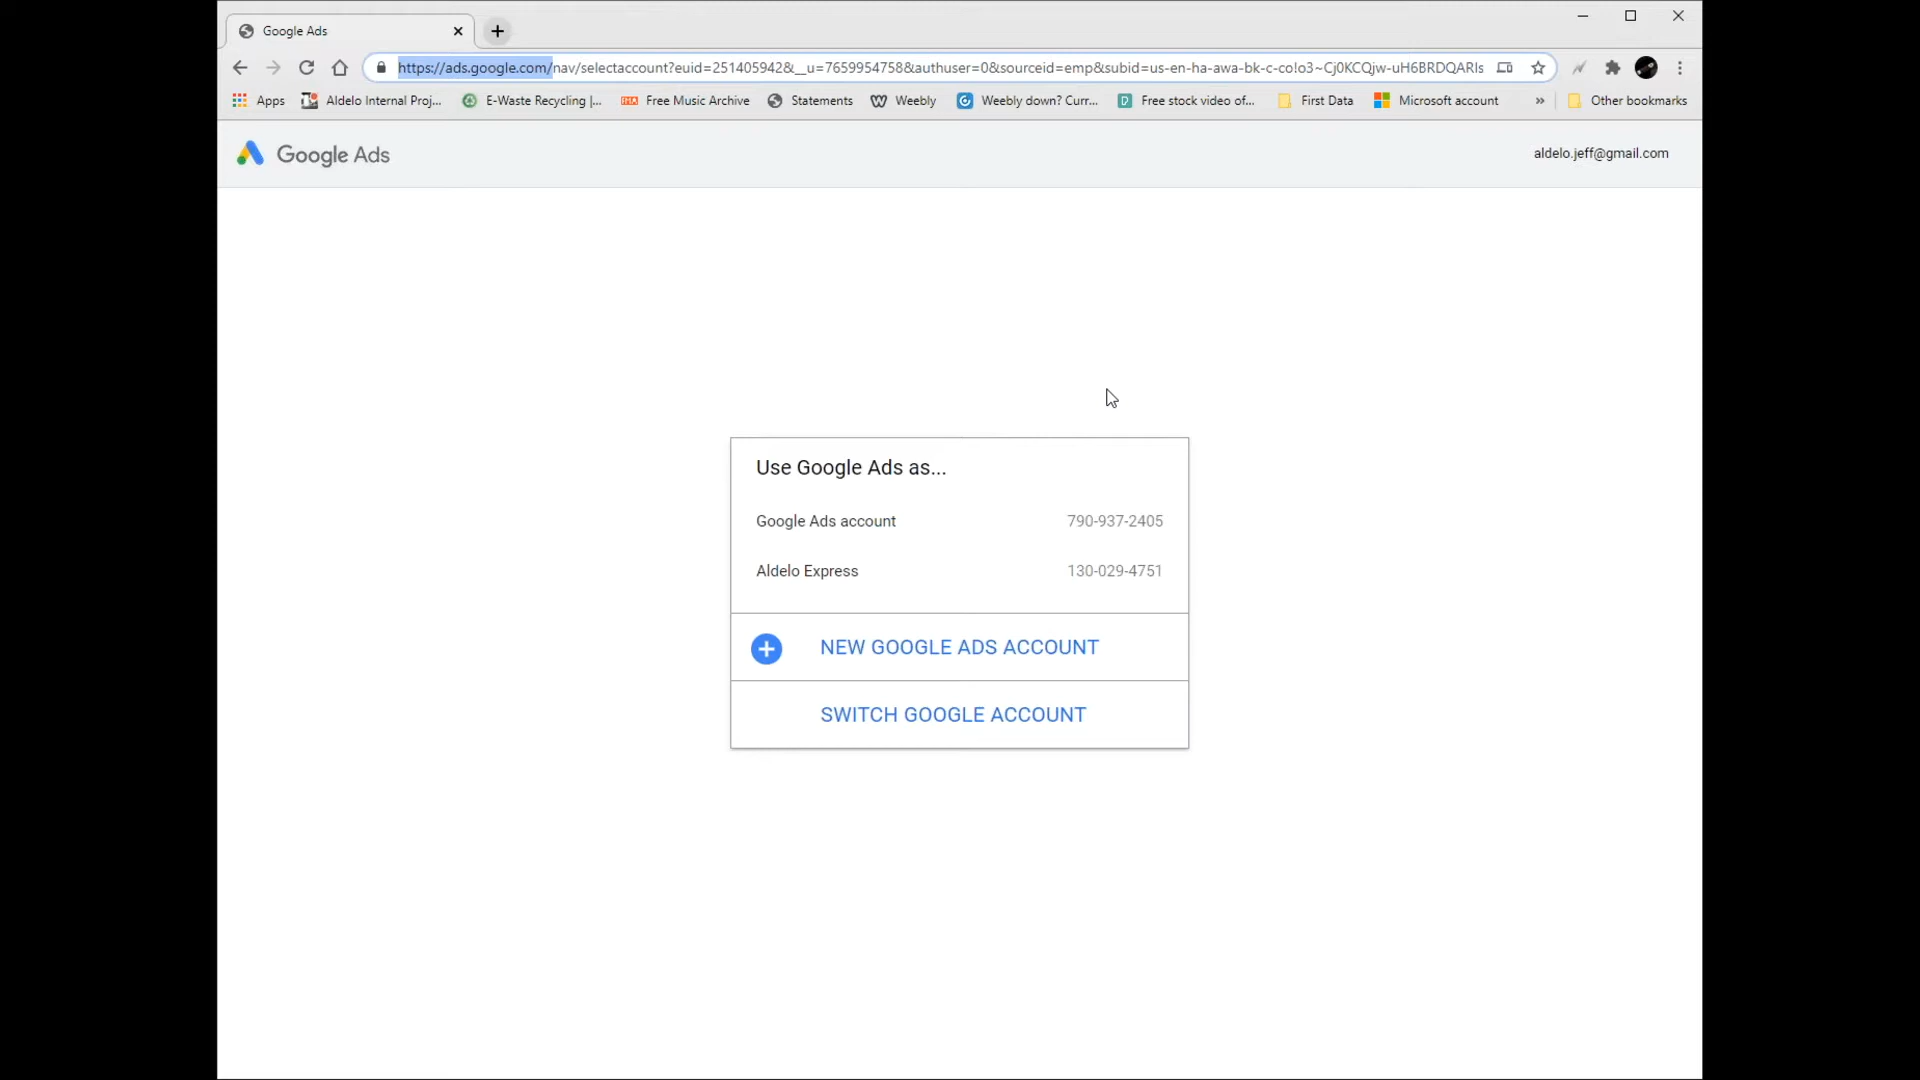 Google Ads
https://ads.google.com/nav/selectaccount?euid=251405942&__u=7659954758&authuser=0&sourceid=emp&subid=us-en-ha-awa-bk-c-co!o3~Cj0KCQjw-uH6BRDQARIs
Apps Aldelo Internal Proj... E-Waste Recycling |... Free Music Archive Statements Weebly Weebly down? Curr... Free stock video of... First Data Microsoft account » Other bookmarks
Google Ads aldelo.jeff@gmail.com
Use Google Ads as...
Google Ads account 790-937-2405
Aldelo Express 130-029-4751
NEW GOOGLE ADS ACCOUNT
SWITCH GOOGLE ACCOUNT